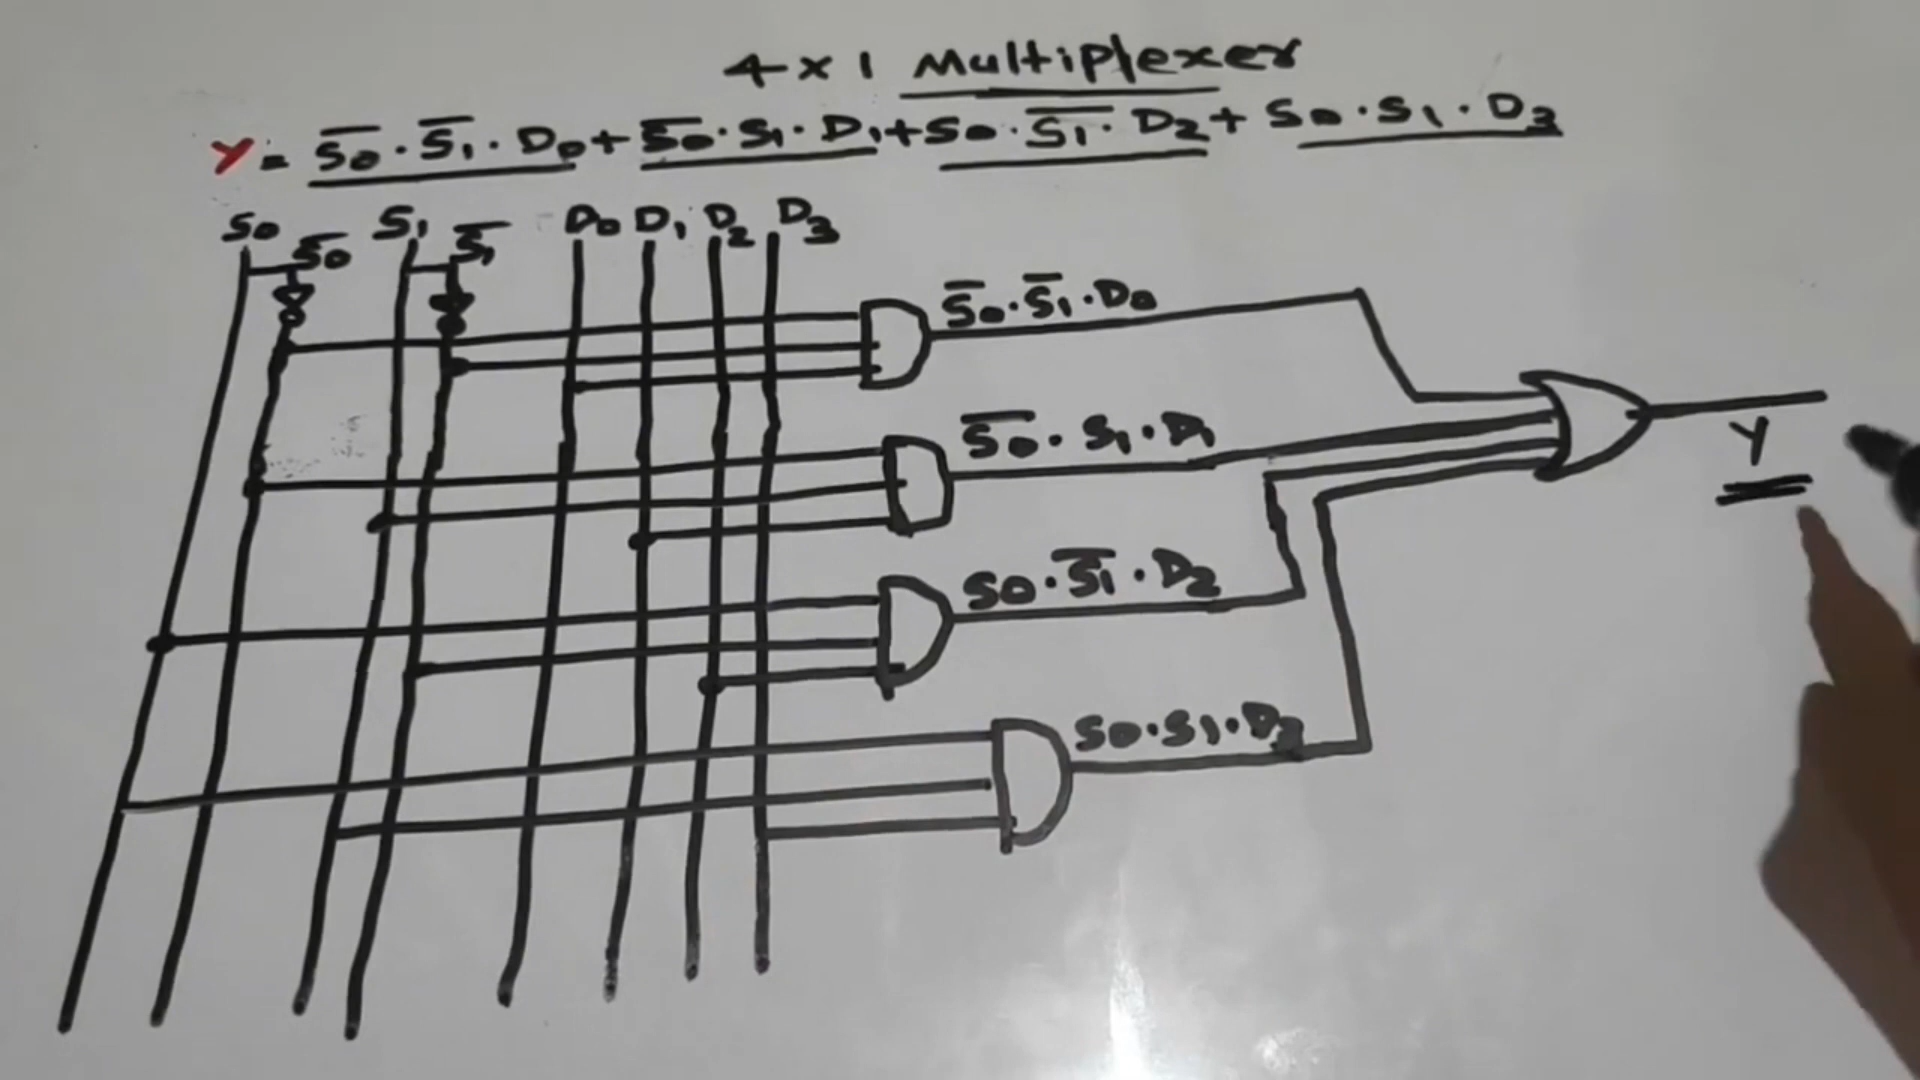 4 x 1 Multiplexer
Y = S̅0̅ · S̅1̅ · D0 + S̅0̅ · S1 · D1 + S0 · S̅1̅ · D2 + S0 · S1 · D3
S0 S̅0̅ S1 S̅1̅ D0 D1 D2 D3
S̅0̅ · S̅1̅ · D0
S̅0̅ · S1 · D1
Y
S0 · S̅1̅ · D2
S0 · S1 · D3